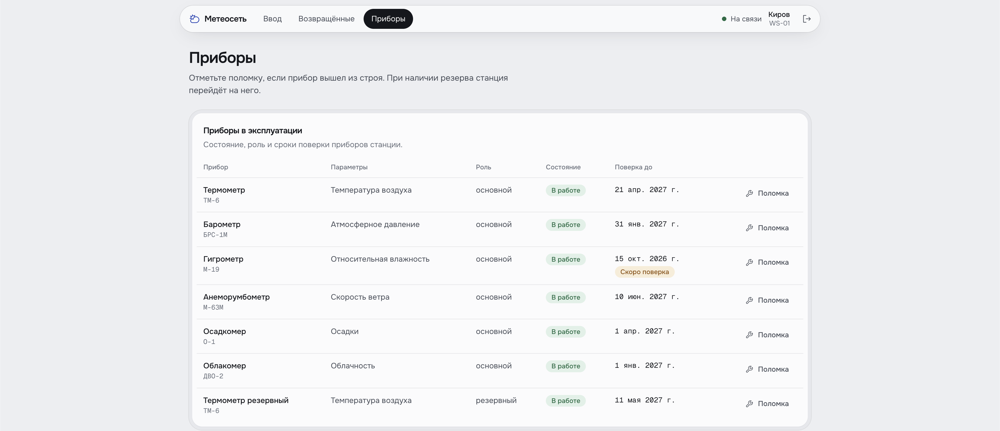 Метеосеть Ввод Возвращённые Приборы На связи Киров
WS-01
Приборы
Отметьте поломку, если прибор вышел из строя. При наличии резерва станция
перейдёт на него.
Приборы в эксплуатации
Состояние, роль и сроки поверки приборов станции.
Прибор Параметры Роль Состояние Поверка до
Термометр Температура воздуха основной В работе 21 апр. 2027 г. Поломка
ТМ-6
Барометр Атмосферное давление основной В работе 31 янв. 2027 г. Поломка
БРС-1М
Гигрометр Относительная влажность основной В работе 15 окт. 2026 г. Поломка
М-19 Скоро поверка
Анеморумбометр Скорость ветра основной В работе 10 июн. 2027 г. Поломка
М-63М
Осадкомер Осадки основной В работе 1 апр. 2027 г. Поломка
О-1
Облакомер Облачность основной В работе 1 янв. 2027 г. Поломка
ДВО-2
Термометр резервный Температура воздуха резервный В работе 11 мая 2027 г. Поломка
ТМ-6